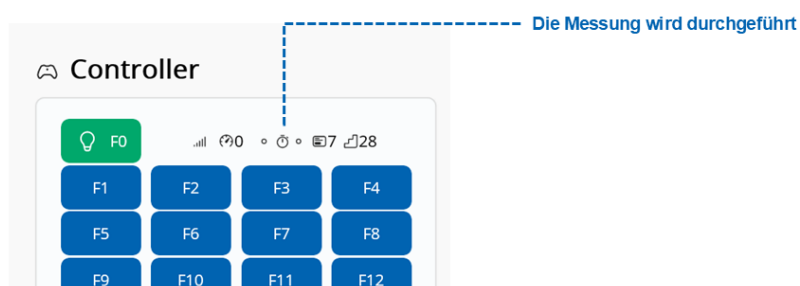 Die Messung wird durchgeführt
Controller
F0 0 7 28
F1 F2 F3 F4
F5 F6 F7 F8
F9 F10 F11 F12